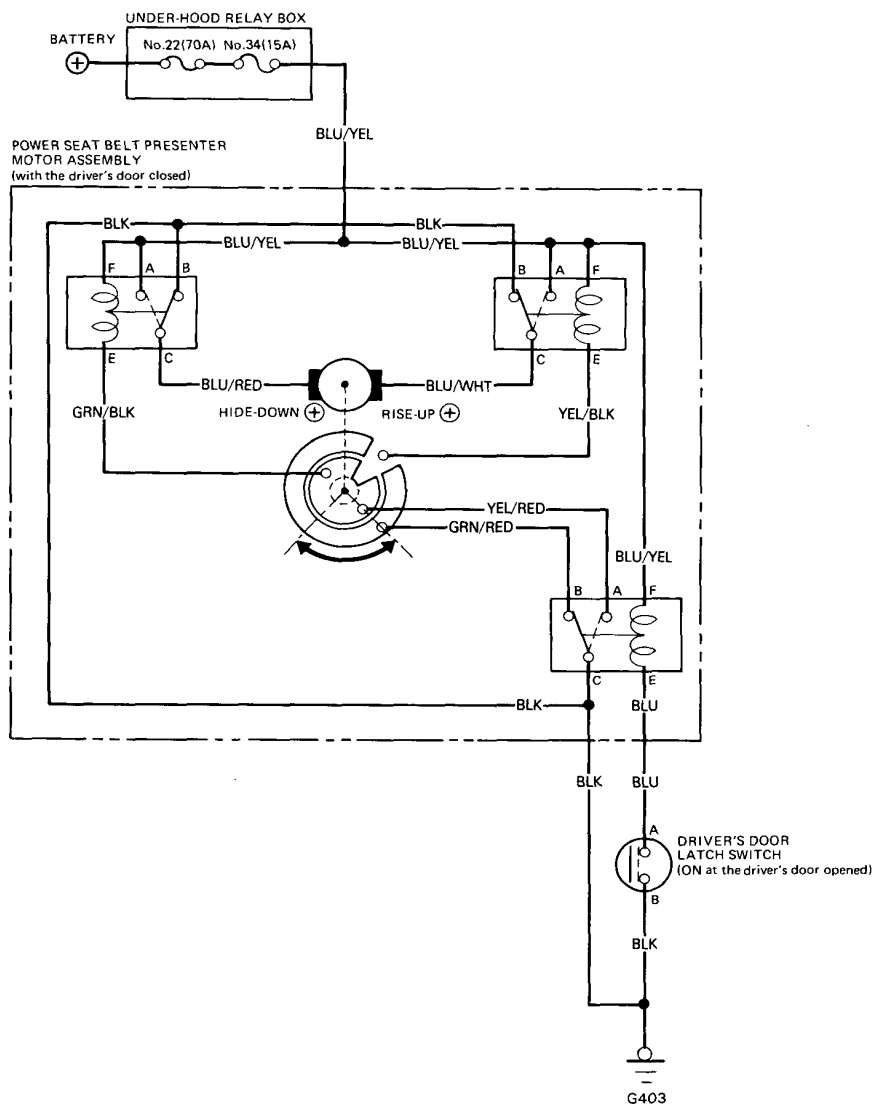 UNDER-HOOD RELAY BOX
BATTERY
No.22(70A) No.34(15A)
BLU/YEL
POWER SEAT BELT PRESENTER
MOTOR ASSEMBLY
(with the driver's door closed)
BLK
BLK
BLU/YEL
BLU/YEL
F A B
B A F
E C
C E
BLU/RED
BLU/WHT
GRN/BLK
HIDE-DOWN
RISE-UP
YEL/BLK
YEL/RED
GRN/RED
BLU/YEL
B A F
C E
BLK
BLU
BLK
BLU
A
DRIVER'S DOOR
LATCH SWITCH
(ON at the driver's door opened)
B
BLK
G403